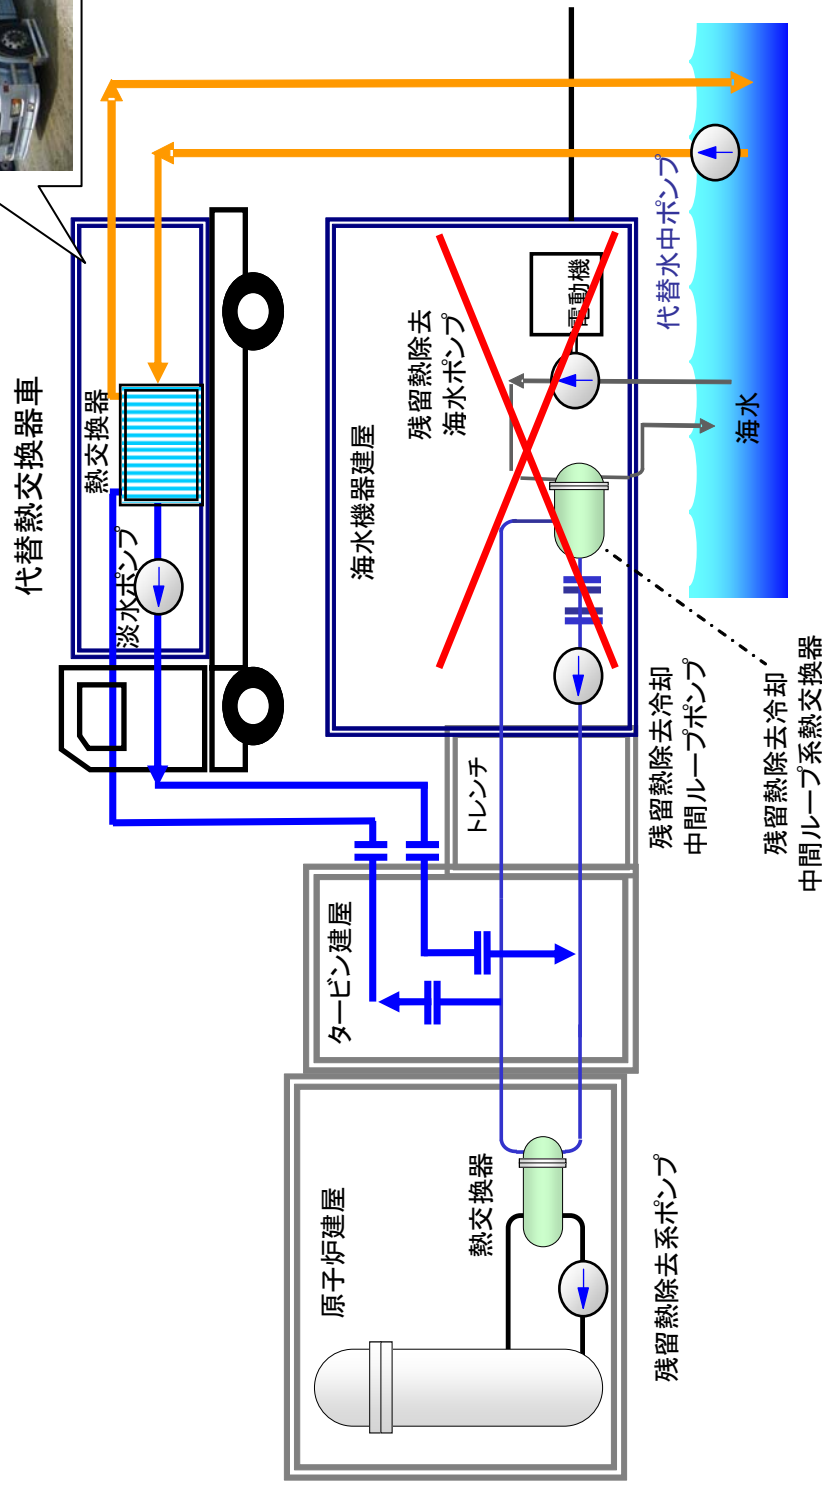 代替熱交換器車
熱交換器
淡水ポンプ
海水機器建屋
残留熱除去
海水ポンプ
電動機
代替水中ポンプ
海水
トレンチ
残留熱除去冷却
中間ループポンプ
残留熱除去冷却
中間ループ系熱交換器
タービン建屋
原子炉建屋
熱交換器
残留熱除去系ポンプ